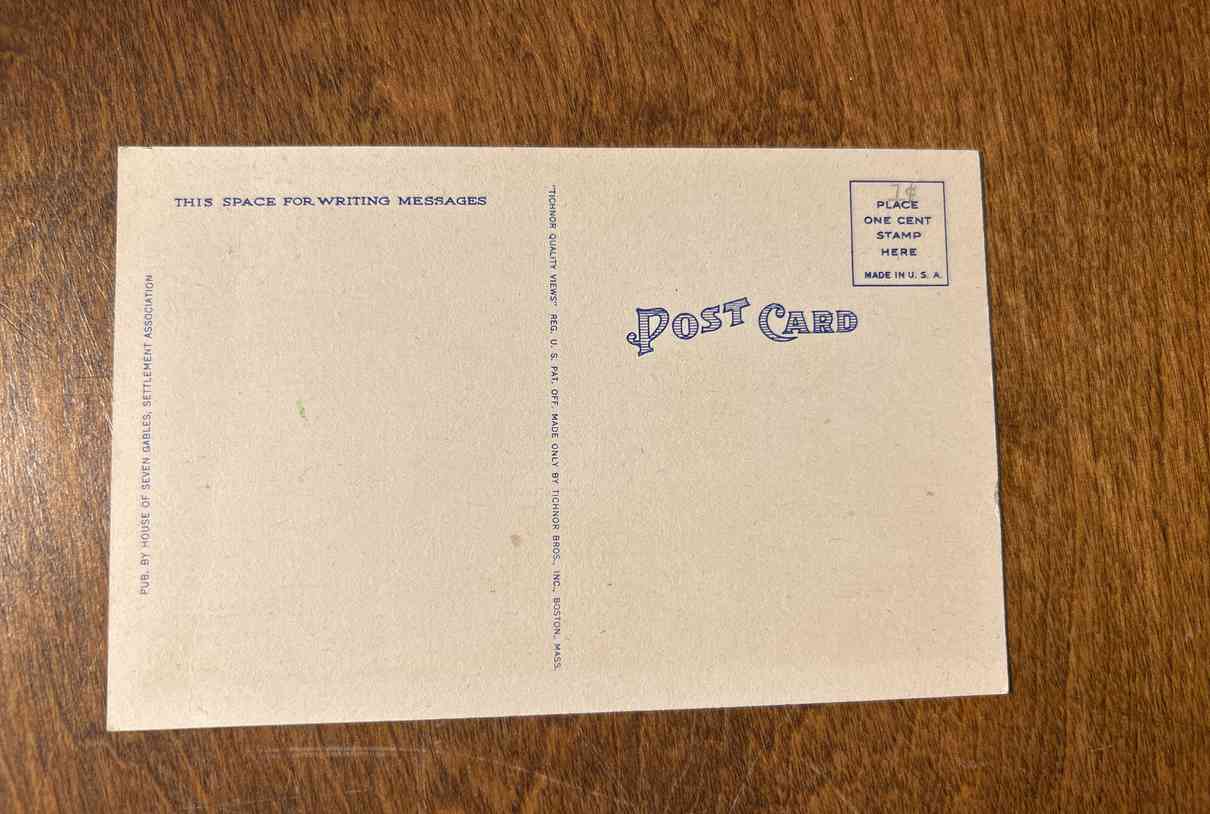 THIS SPACE FOR WRITING MESSAGES
PUB. BY HOUSE OF SEVEN GABLES, SETTLEMENT ASSOCIATION
"TICHNOR QUALITY VIEWS" REG. U. S. PAT. OFF. MADE ONLY BY TICHNOR BROS., INC., BOSTON, MASS.
7¢
PLACE
ONE CENT
STAMP
HERE
MADE IN U. S. A.
POST CARD